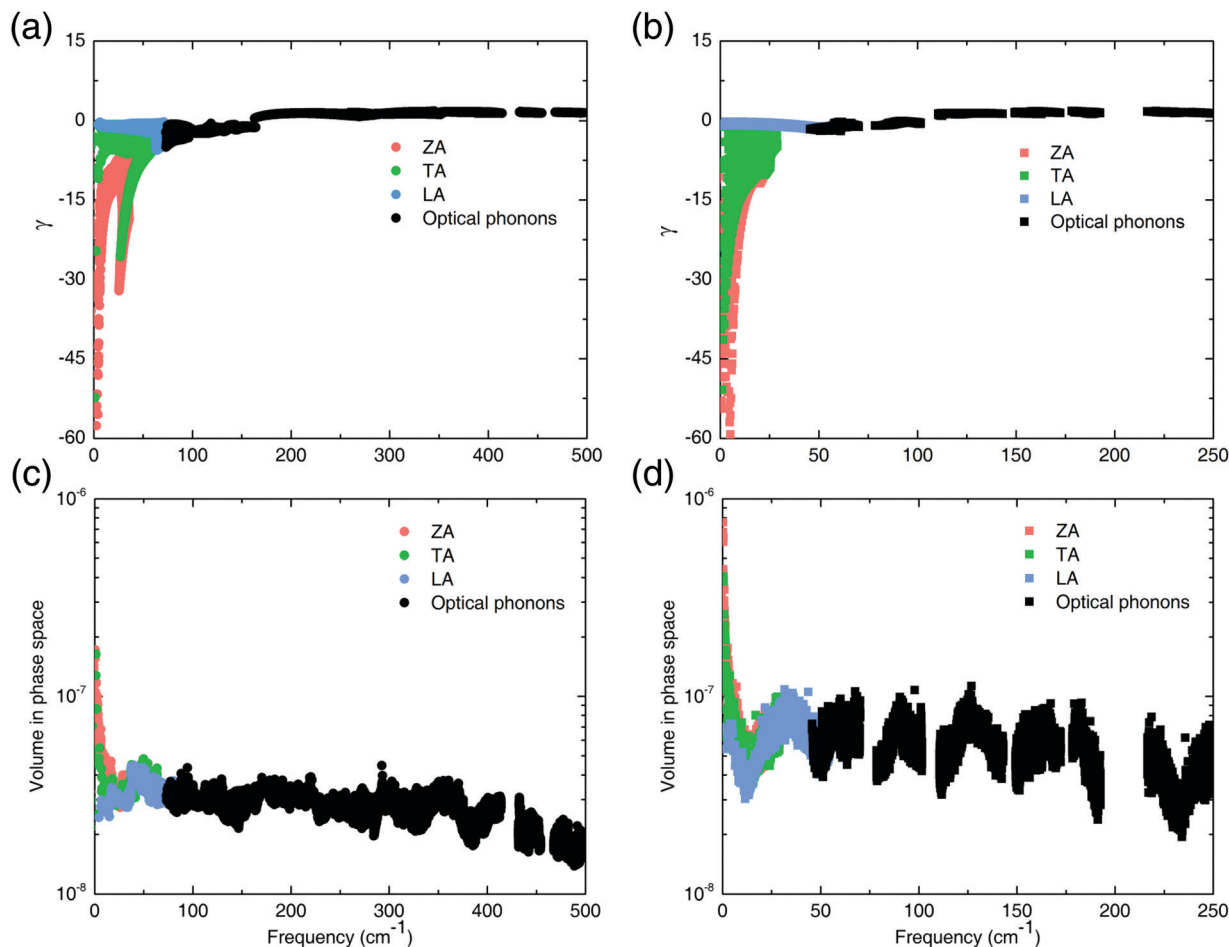 (a)
15
0
-15
-30
-45
-60
γ
ZA
TA
LA
Optical phonons
0 100 200 300 400 500
(b)
15
0
-15
-30
-45
-60
γ
ZA
TA
LA
Optical phonons
0 50 100 150 200 250
(c)
10-6
10-7
10-8
Volume in phase space
ZA
TA
LA
Optical phonons
0 100 200 300 400 500
Frequency (cm-1)
(d)
10-6
10-7
10-8
Volume in phase space
ZA
TA
LA
Optical phonons
0 50 100 150 200 250
Frequency (cm-1)